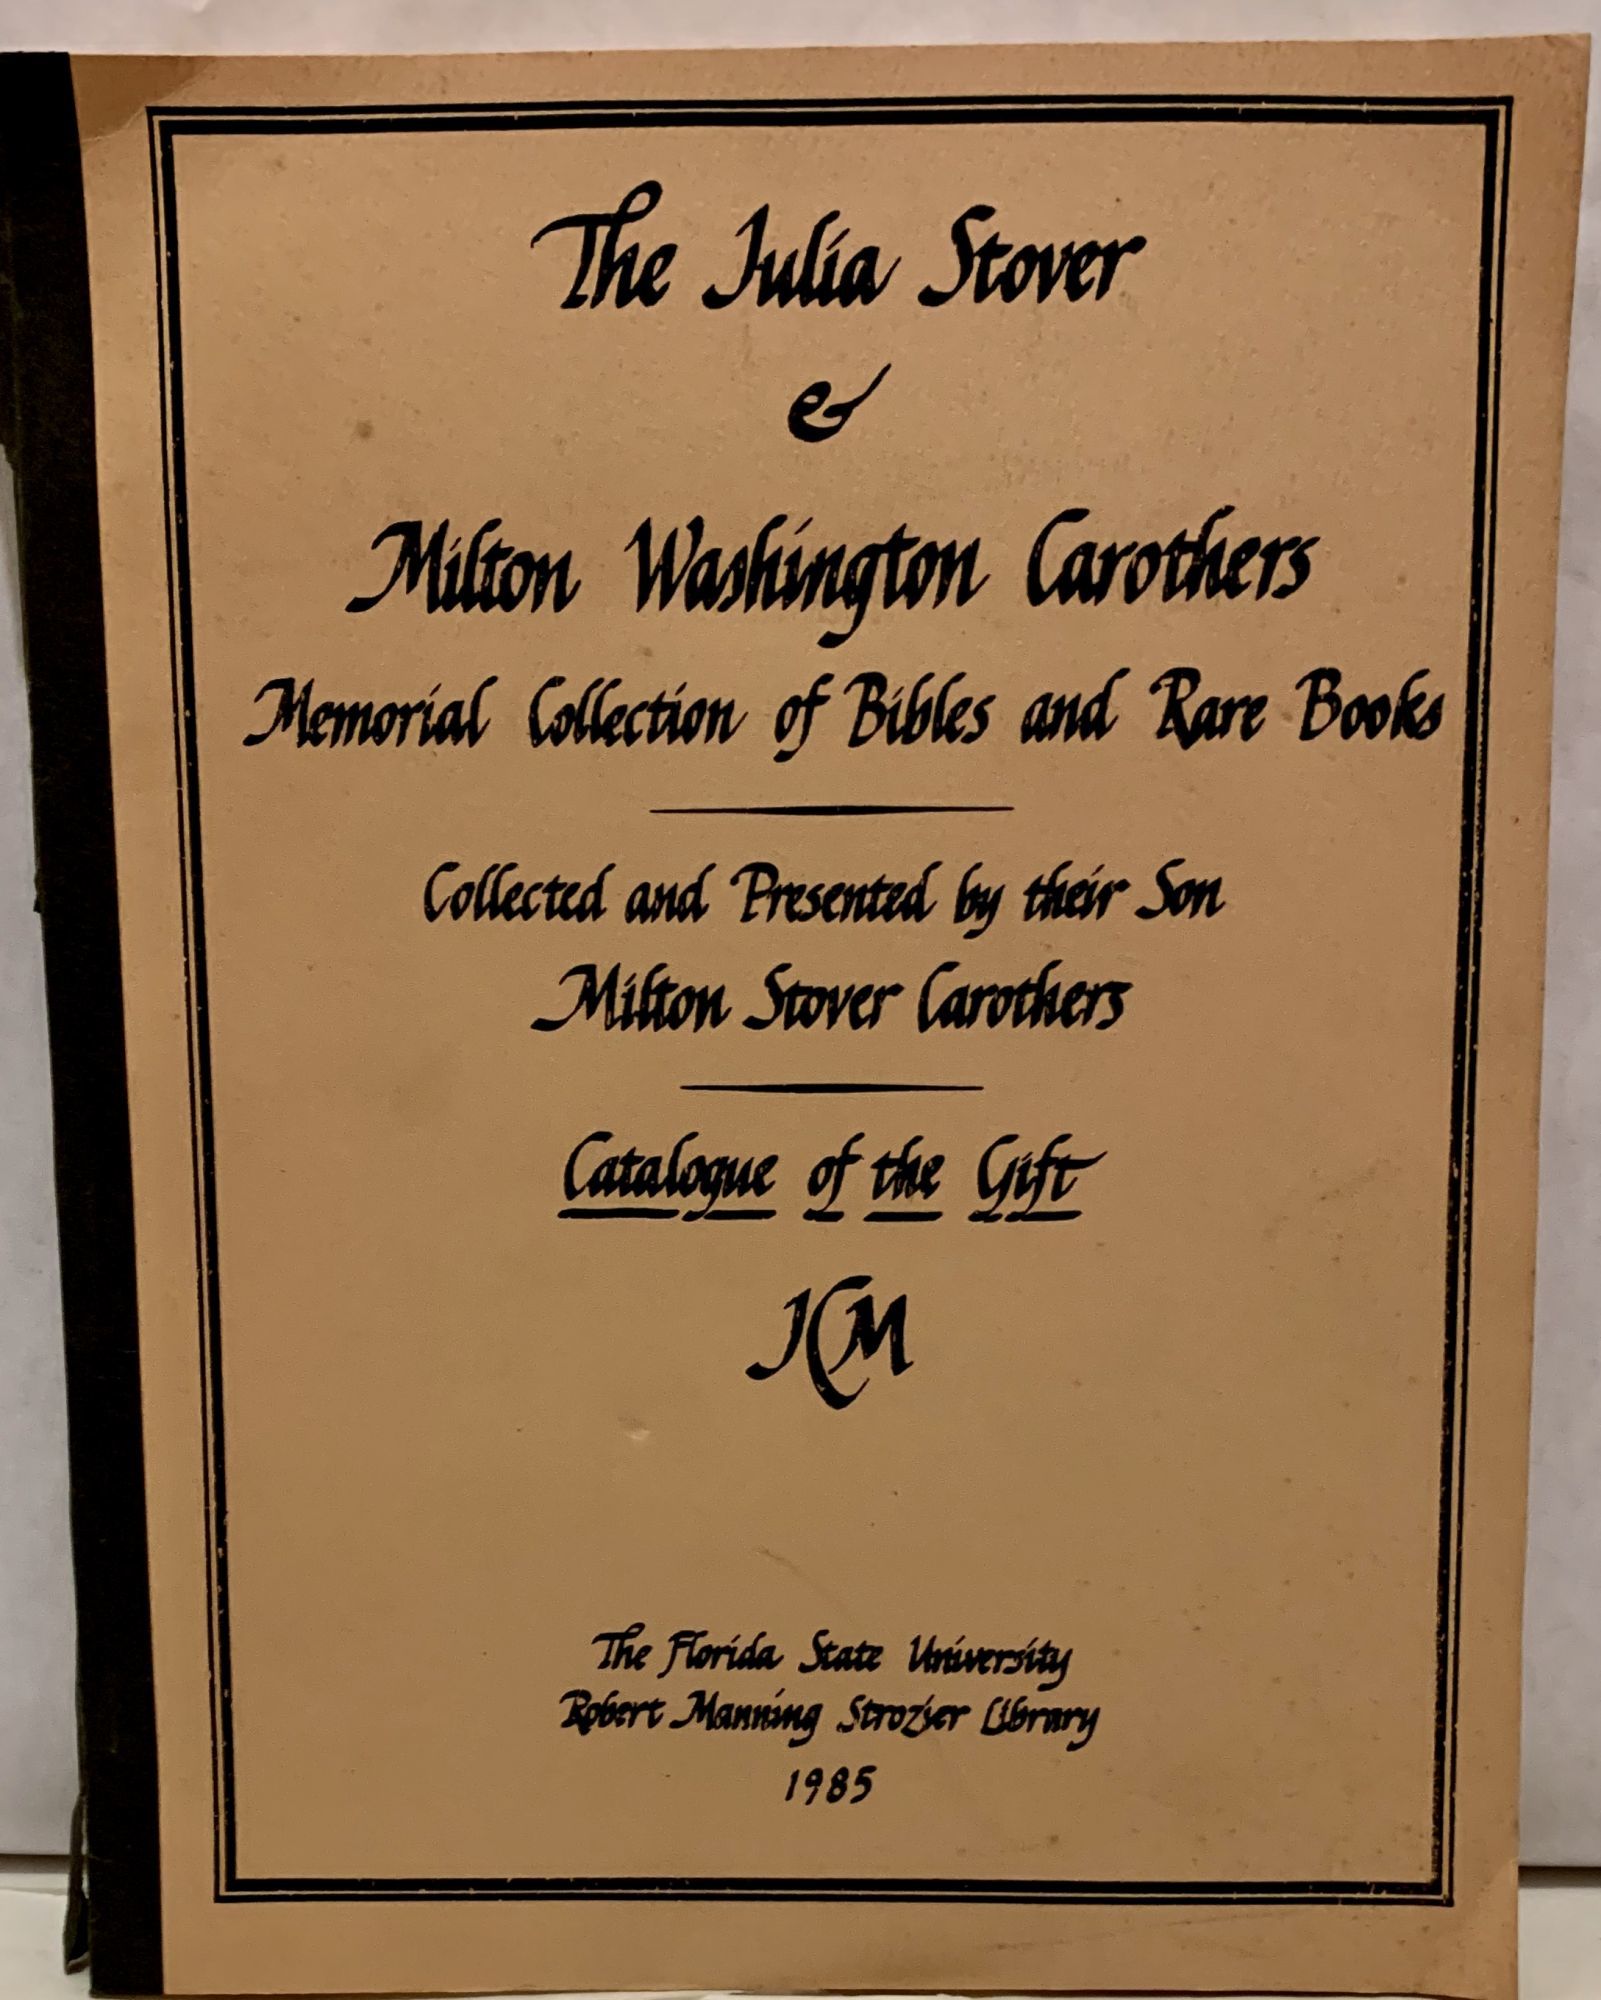 The Julia Stover
&
Milton Washington Carothers
Memorial Collection of Bibles and Rare Books
Collected and Presented by their Son
Milton Stover Carothers
Catalogue of the Gift
JCM
The Florida State University
Robert Manning Strozier Library
1985